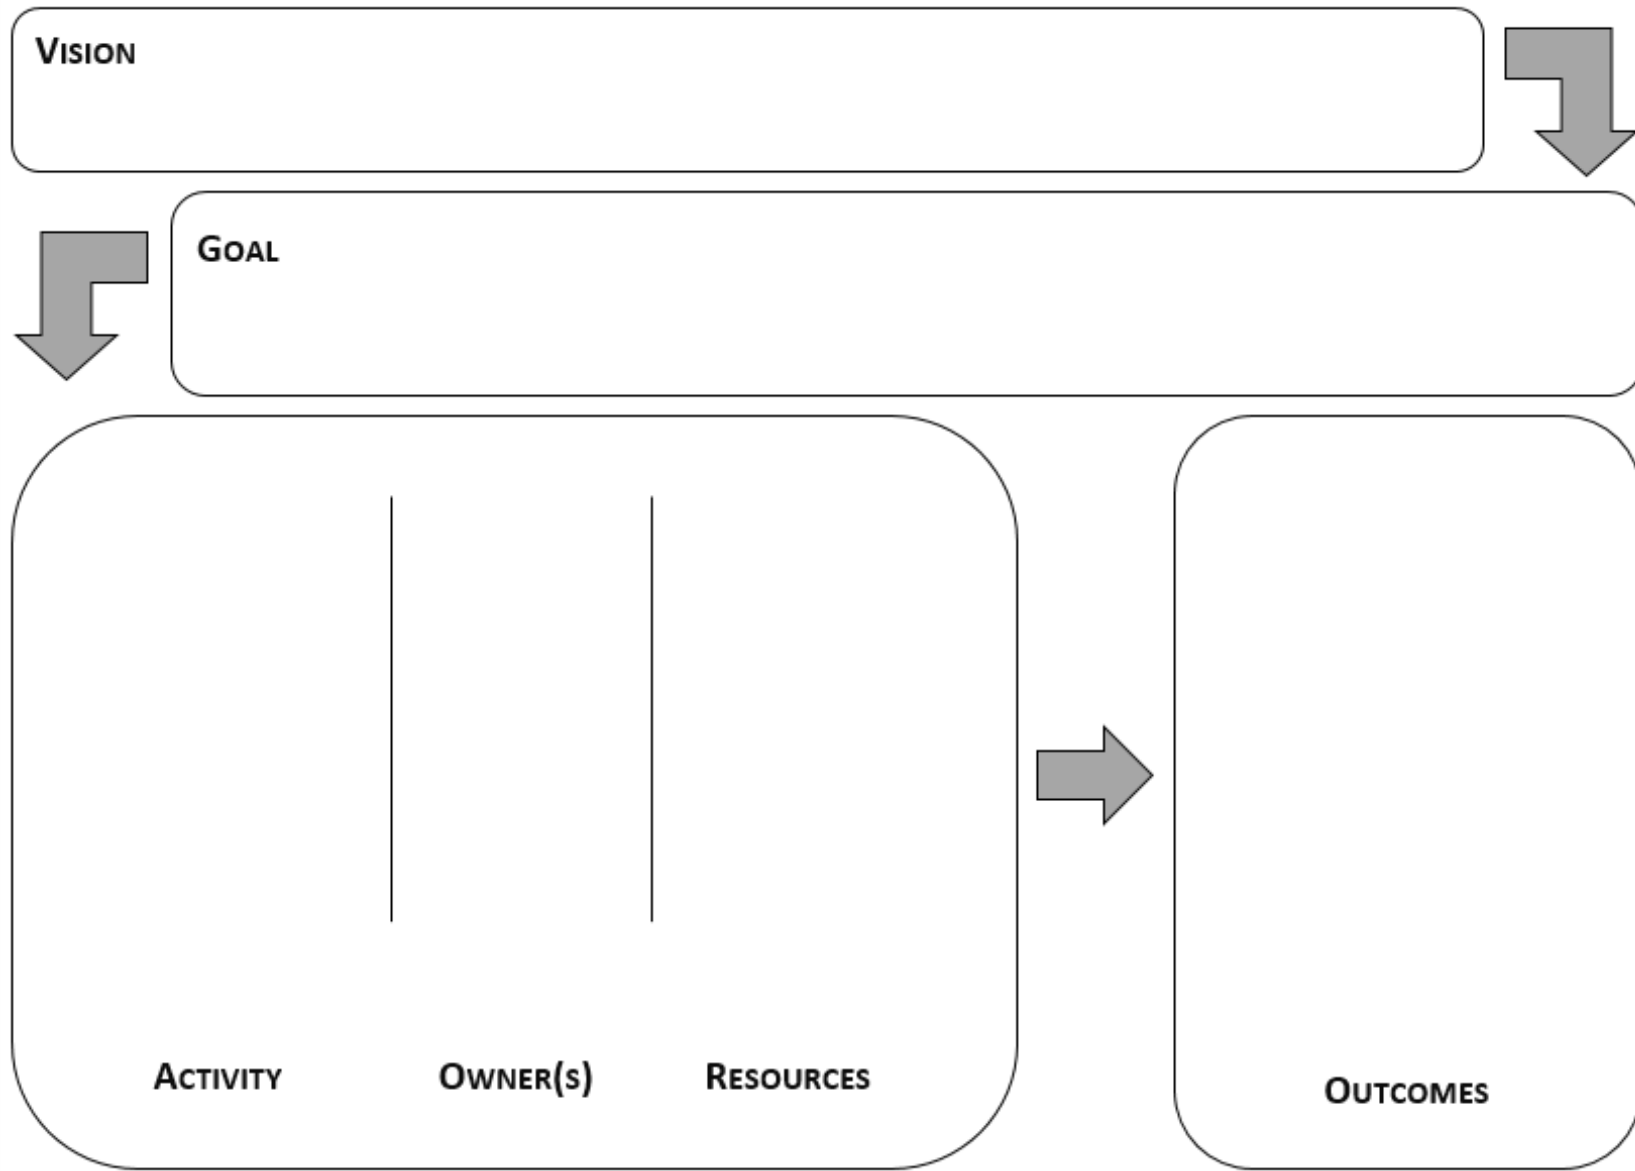 VISION
GOAL
ACTIVITY
OWNER(S)
RESOURCES
OUTCOMES